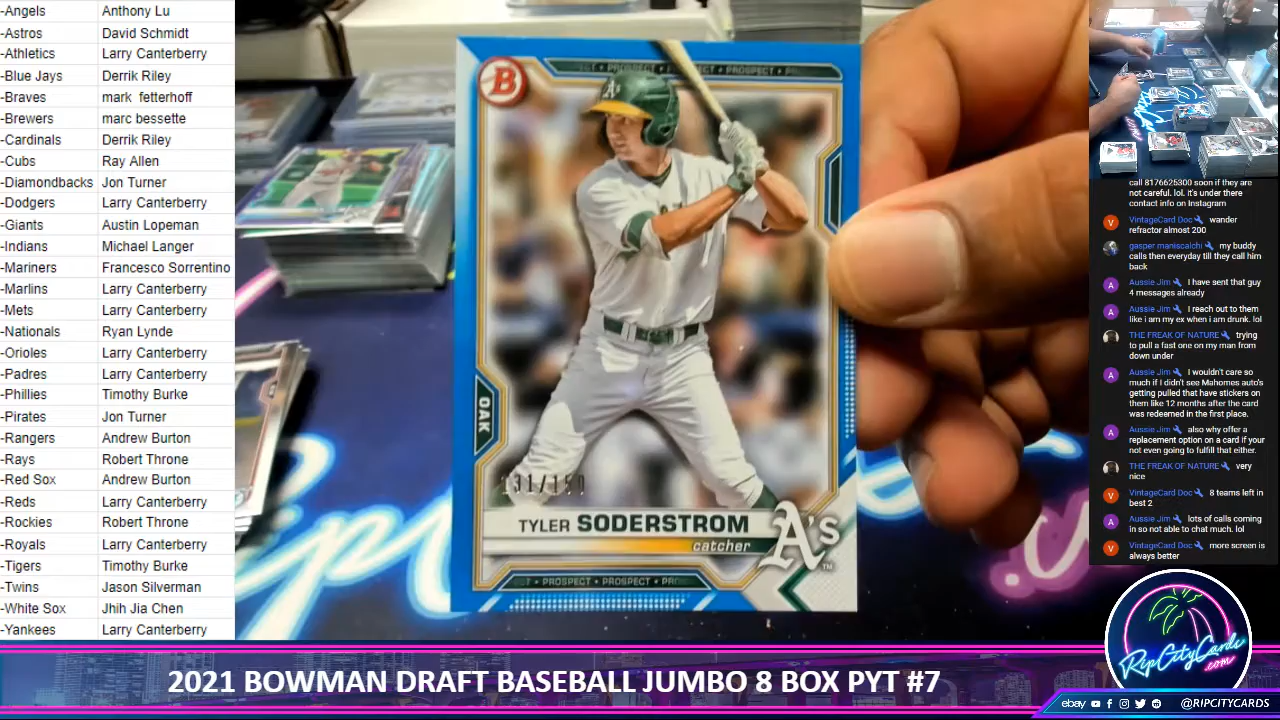 -Angels Anthony Lu
-Astros David Schmidt
-Athletics Larry Canterberry
-Blue Jays Derrik Riley
-Braves mark fetterhoff
-Brewers marc bessette
-Cardinals Derrik Riley
-Cubs Ray Allen
-Diamondbacks Jon Turner
-Dodgers Larry Canterberry
-Giants Austin Lopeman
-Indians Michael Langer
-Mariners Francesco Sorrentino
-Marlins Larry Canterberry
-Mets Larry Canterberry
-Nationals Ryan Lynde
-Orioles Larry Canterberry
-Padres Larry Canterberry
-Phillies Timothy Burke
-Pirates Jon Turner
-Rangers Andrew Burton
-Rays Robert Throne
-Red Sox Andrew Burton
-Reds Larry Canterberry
-Rockies Robert Throne
-Royals Larry Canterberry
-Tigers Timothy Burke
-Twins Jason Silverman
-White Sox Jhih Jia Chen
-Yankees Larry Canterberry
B
• PROSPECT • PROSPECT
A's
OAK
131/150
TYLER SODERSTROM
catcher
A's
TM
• PROSPECT • PROSPECT •
call 8176625300 soon if they are
not careful. lol. it's under there
contact info on Instagram
V VintageCard Doc wander
refractor almost 200
gasper maniscalchi my buddy
calls then everyday till they call him
back
A Aussie Jim I have sent that guy
4 messages already
A Aussie Jim I reach out to them
like i am my ex when i am drunk. lol
THE FREAK OF NATURE trying
to pull a fast one on my man from
down under
A Aussie Jim I wouldn't care so
much if I didn't see Mahomes auto's
getting pulled that have stickers on
them like 12 months after the card
was redeemed in the first place.
A Aussie Jim also why offer a
replacement option on a card if your
not even going to fulfill that either.
THE FREAK OF NATURE very
nice
V VintageCard Doc 8 teams left in
best 2
A Aussie Jim lots of calls coming
in so not able to chat much. lol
V VintageCard Doc more screen is
always better
RipCityCards
.com
2021 BOWMAN DRAFT BASEBALL JUMBO 8 BOX PYT #7
ebay @RIPCITYCARDS